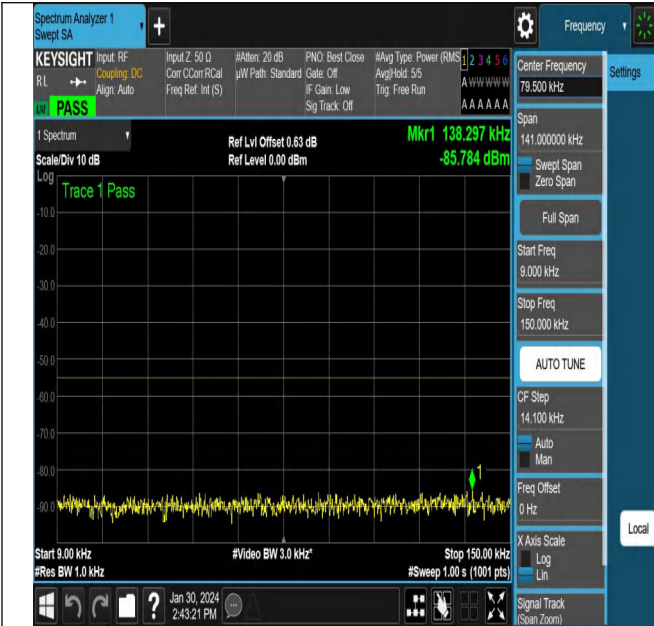 Spectrum Analyzer 1
Swept SA
+
Frequency
KEYSIGHT
RL
PASS
Input: RF
Coupling: DC
Align: Auto
Input Z: 50 Ω
Corr CCorr RCal
Freq Ref: Int (S)
#Atten: 20 dB
µW Path: Standard
PNO: Best Close
Gate: Off
IF Gain: Low
Sig Track: Off
#Avg Type: Power (RMS
Avg|Hold: 5/5
Trig: Free Run
1 2 3 4 5 6
A W W W W W
A A A A A A
1 Spectrum
Scale/Div 10 dB
Ref Lvl Offset 0.63 dB
Ref Level 0.00 dBm
Mkr1 138.297 kHz
-85.784 dBm
Log
Trace 1 Pass
-10.0
-20.0
-30.0
-40.0
-50.0
-60.0
-70.0
-80.0
-90.0
1
Start 9.00 kHz
#Res BW 1.0 kHz
#Video BW 3.0 kHz*
Stop 150.00 kHz
#Sweep 1.00 s (1001 pts)
?
Jan 30, 2024
2:43:21 PM
Center Frequency
79.500 kHz
Span
141.000000 kHz
Swept Span
Zero Span
Full Span
Start Freq
9.000 kHz
Stop Freq
150.000 kHz
AUTO TUNE
CF Step
14.100 kHz
Auto
Man
Freq Offset
0 Hz
X Axis Scale
Log
Lin
Signal Track
(Span Zoom)
Settings
Local